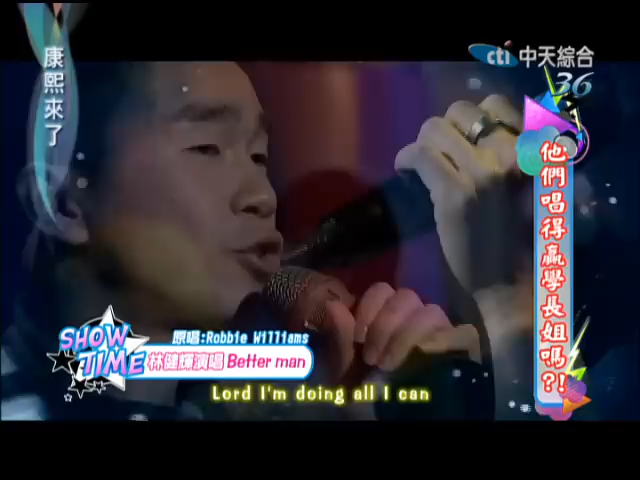 康熙來了
cti 中天綜合
36
他們唱得贏學長姐嗎?!
SHOW TIME
原唱:Robbie Williams
林健輝演唱 Better man
Lord I'm doing all I can